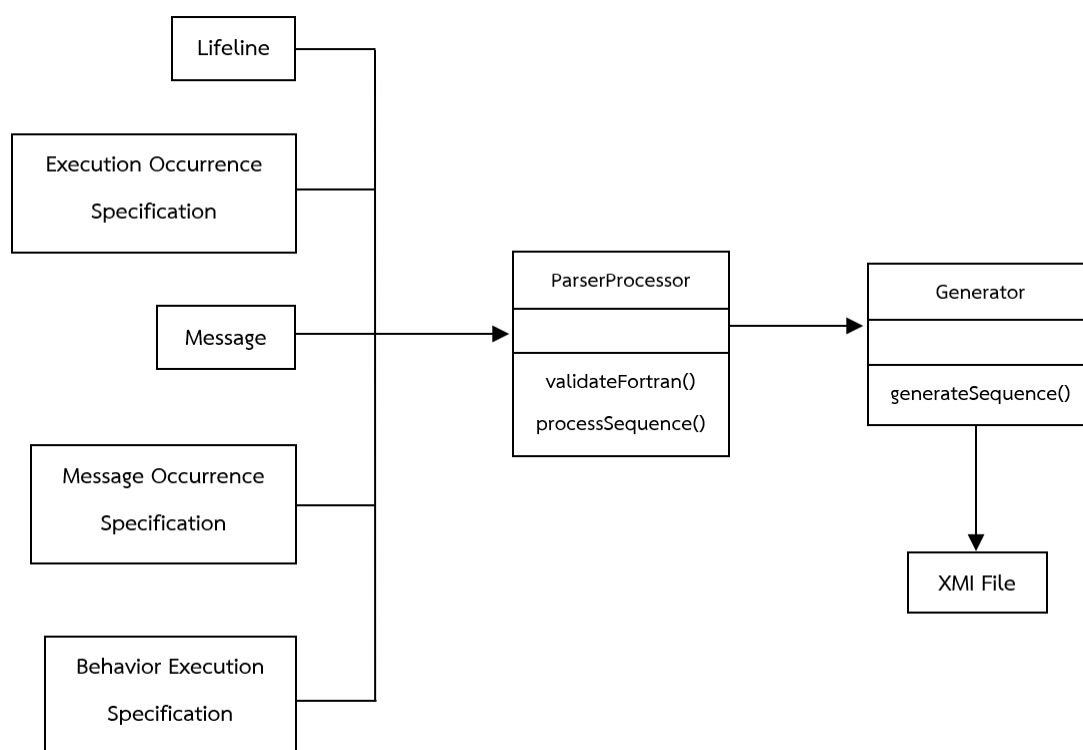 Lifeline
Execution Occurrence
Specification
Message
Message Occurrence
Specification
Behavior Execution
Specification
ParserProcessor
validateFortran()
processSequence()
Generator
generateSequence()
XMI File